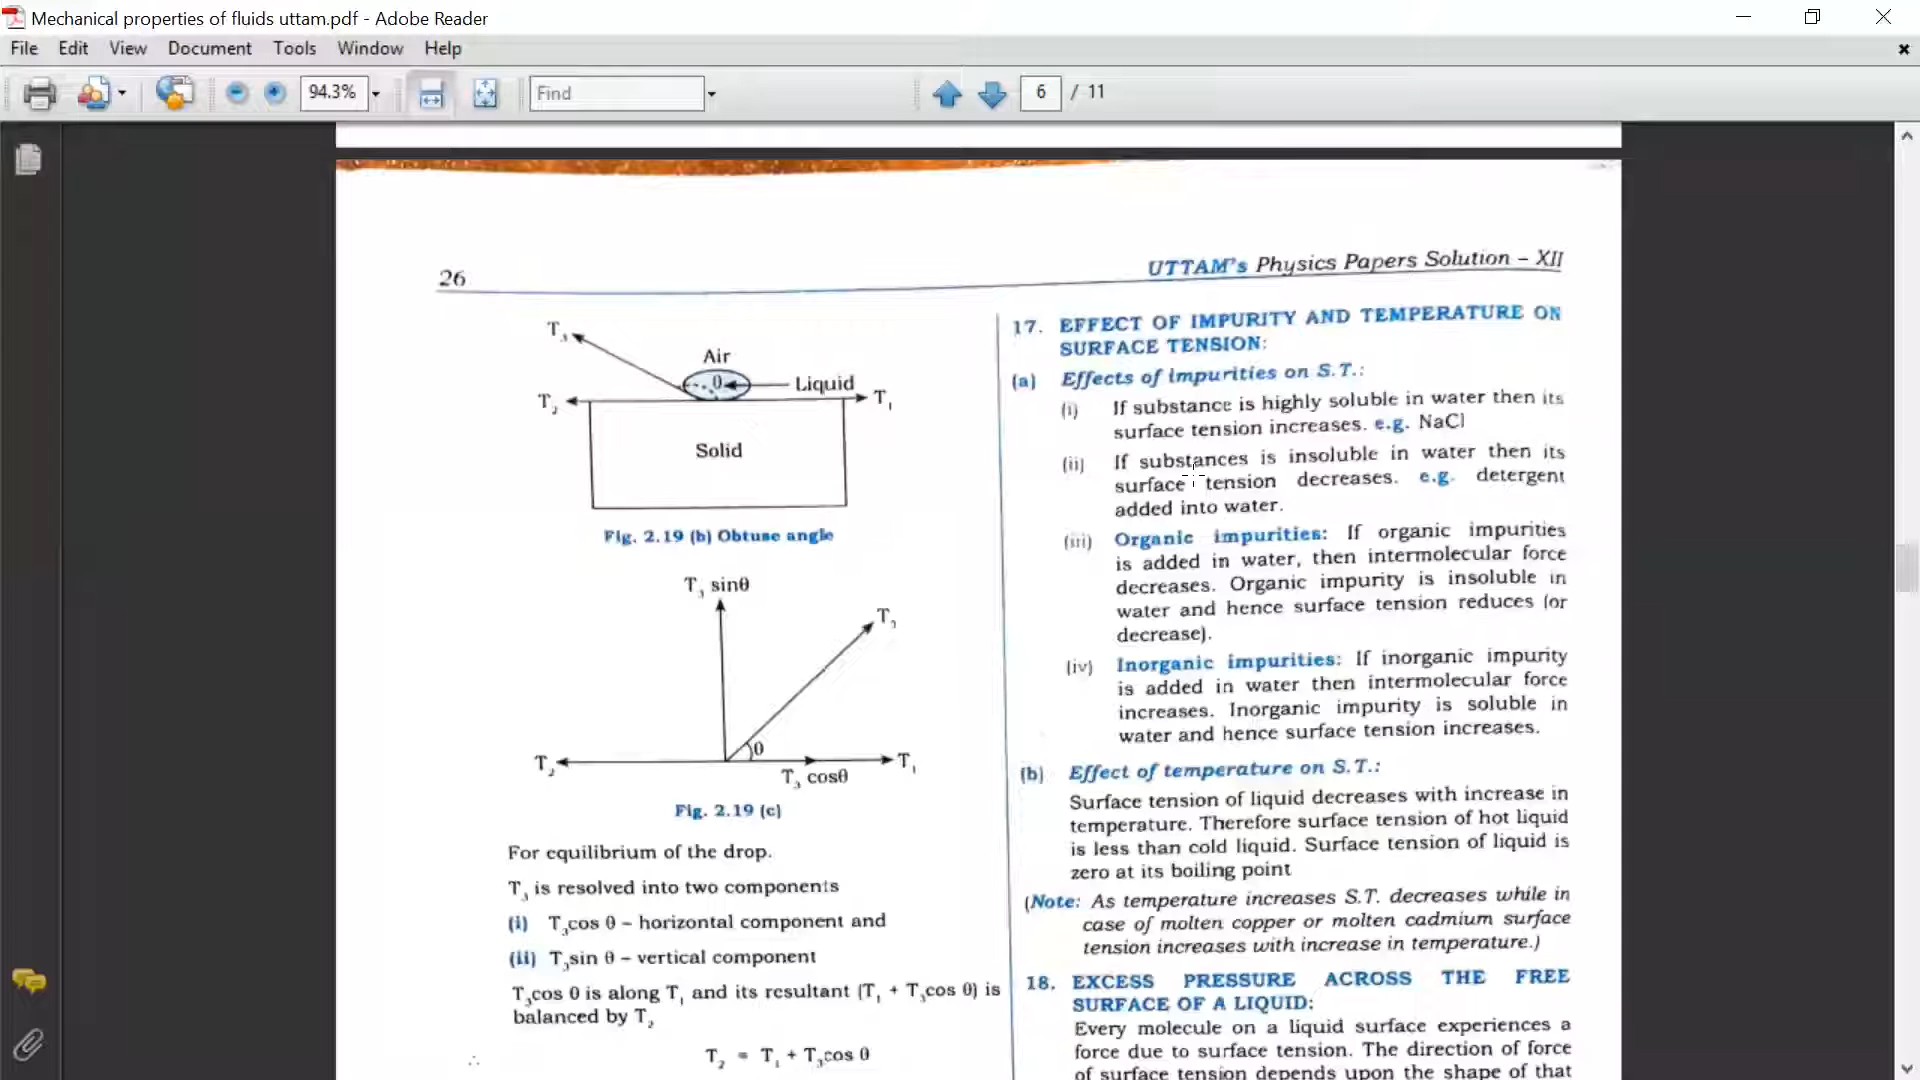 Mechanical properties of fluids uttam.pdf - Adobe Reader
File Edit View Document Tools Window Help
94.3%
Find
6 / 11
26
UTTAM's Physics Papers Solution – XII
T₃
Air
θ
Liquid
T₂
T₁
Solid
Fig. 2.19 (b) Obtuse angle
T₃ sinθ
T₃
θ
T₂
T₁
T₃ cosθ
Fig. 2.19 (c)
For equilibrium of the drop.
T₃ is resolved into two components
(i) T₃cos θ – horizontal component and
(ii) T₃sin θ – vertical component
T₃cos θ is along T₁ and its resultant (T₁ + T₃cos θ) is
balanced by T₂
∴ T₂ = T₁ + T₃cos θ
17. EFFECT OF IMPURITY AND TEMPERATURE ON
SURFACE TENSION:
(a) Effects of impurities on S.T.:
(i) If substance is highly soluble in water then its
surface tension increases. e.g. NaCl
(ii) If substances is insoluble in water then its
surface tension decreases. e.g. detergent
added into water.
(iii) Organic impurities: If organic impurities
is added in water, then intermolecular force
decreases. Organic impurity is insoluble in
water and hence surface tension reduces (or
decrease).
(iv) Inorganic impurities: If inorganic impurity
is added in water then intermolecular force
increases. Inorganic impurity is soluble in
water and hence surface tension increases.
(b) Effect of temperature on S.T.:
Surface tension of liquid decreases with increase in
temperature. Therefore surface tension of hot liquid
is less than cold liquid. Surface tension of liquid is
zero at its boiling point
(Note: As temperature increases S.T. decreases while in
case of molten copper or molten cadmium surface
tension increases with increase in temperature.)
18. EXCESS PRESSURE ACROSS THE FREE
SURFACE OF A LIQUID:
Every molecule on a liquid surface experiences a
force due to surface tension. The direction of force
of surface tension depends upon the shape of that